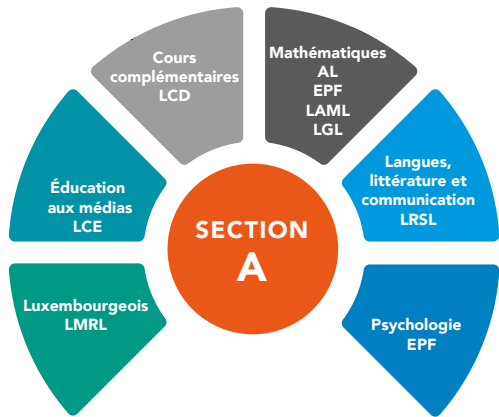 Cours
complémentaires
LCD
Mathématiques
AL
EPF
LAML
LGL
Éducation
aux médias
LCE
Langues,
littérature et
communication
LRSL
SECTION
A
Luxembourgeois
LMRL
Psychologie
EPF